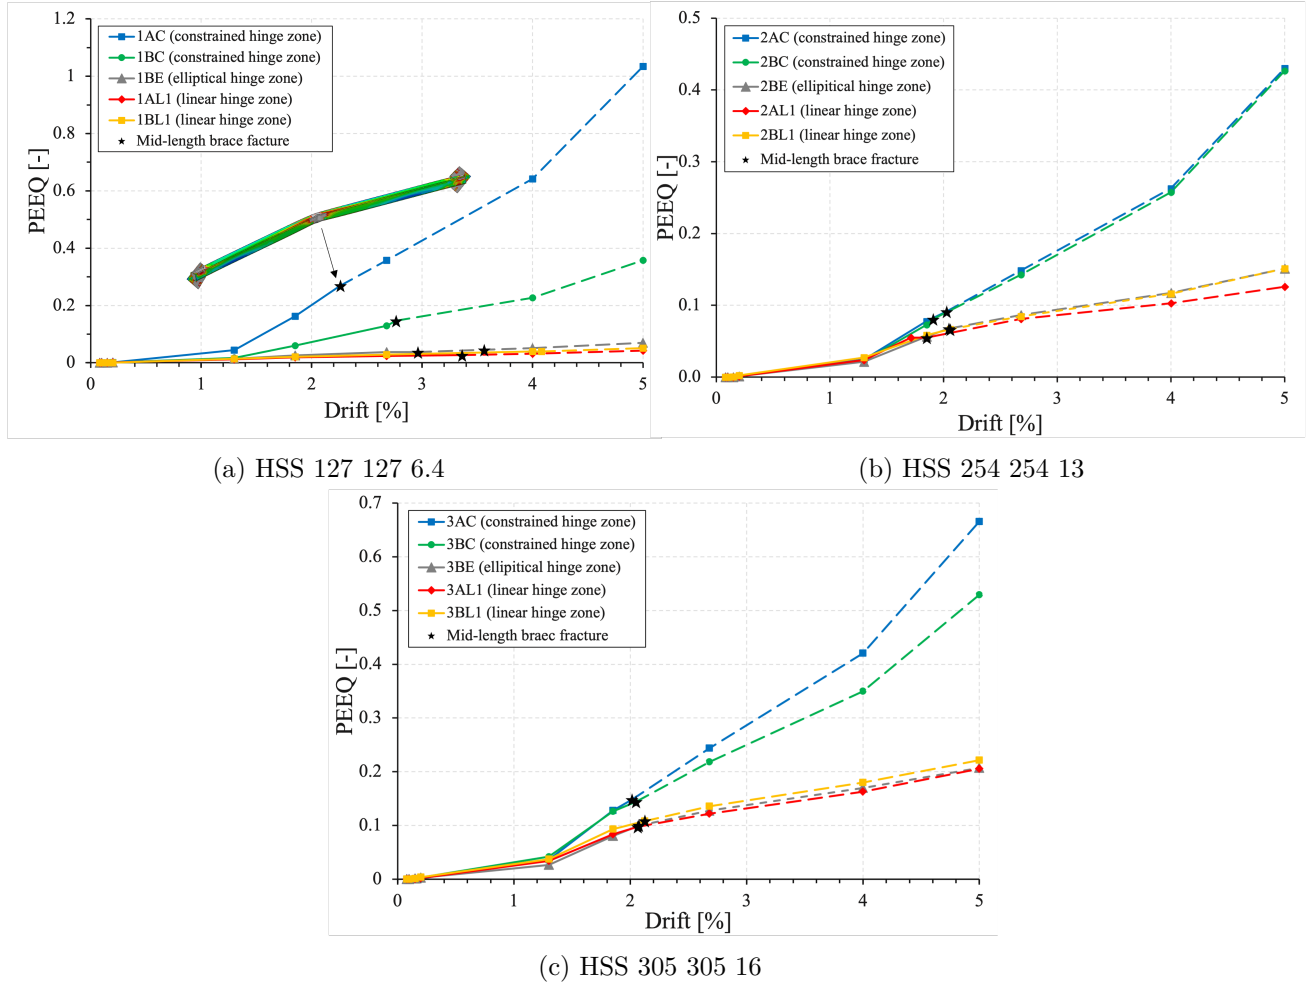 1.2
1
0.8
0.6
0.4
0.2
0
PEEQ [-]
1AC (constrained hinge zone)
1BC (constrained hinge zone)
1BE (elliptical hinge zone)
1AL1 (linear hinge zone)
1BL1 (linear hinge zone)
Mid-length brace facture
0 1 2 3 4 5
Drift [%]
(a) HSS 127 127 6.4
0.5
0.4
0.3
0.2
0.1
0.0
PEEQ [-]
2AC (constrained hinge zone)
2BC (constrained hinge zone)
2BE (ellipitical hinge zone)
2AL1 (linear hinge zone)
2BL1 (linear hinge zone)
Mid-length brace fracture
0 1 2 3 4 5
Drift [%]
(b) HSS 254 254 13
0.7
0.6
0.5
0.4
0.3
0.2
0.1
0
PEEQ [-]
3AC (constrained hinge zone)
3BC (constrained hinge zone)
3BE (ellipitical hinge zone)
3AL1 (linear hinge zone)
3BL1 (linear hinge zone)
Mid-length braec fracture
0 1 2 3 4 5
Drift [%]
(c) HSS 305 305 16